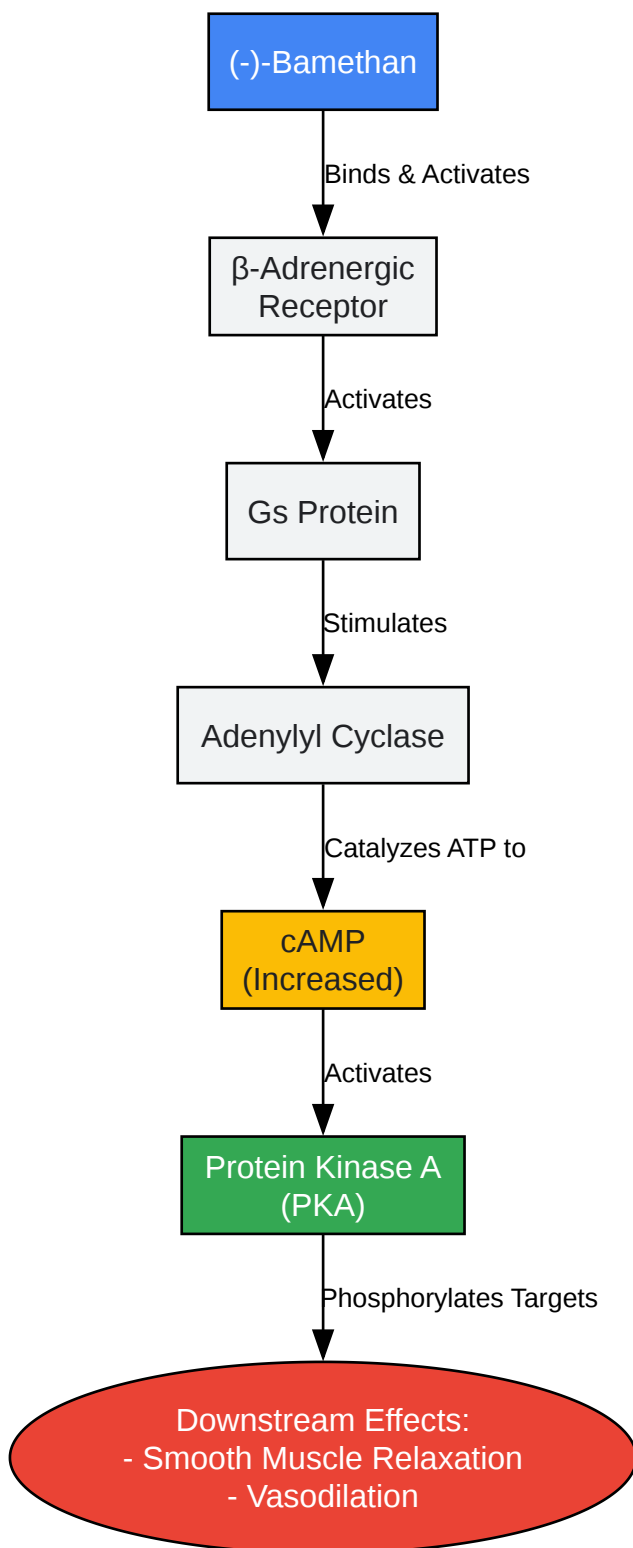 (-)-Bamethan
Binds & Activates
β-Adrenergic
Receptor
Activates
Gs Protein
Stimulates
Adenylyl Cyclase
Catalyzes ATP to
cAMP
(Increased)
Activates
Protein Kinase A
(PKA)
Phosphorylates Targets
Downstream Effects:
- Smooth Muscle Relaxation
- Vasodilation